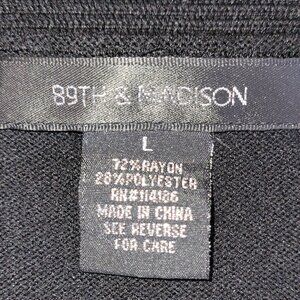 89TH & MADISON
L
72%RAYON
28%POLYESTER
RN#114186
MADE IN CHINA
SEE REVERSE
FOR CARE